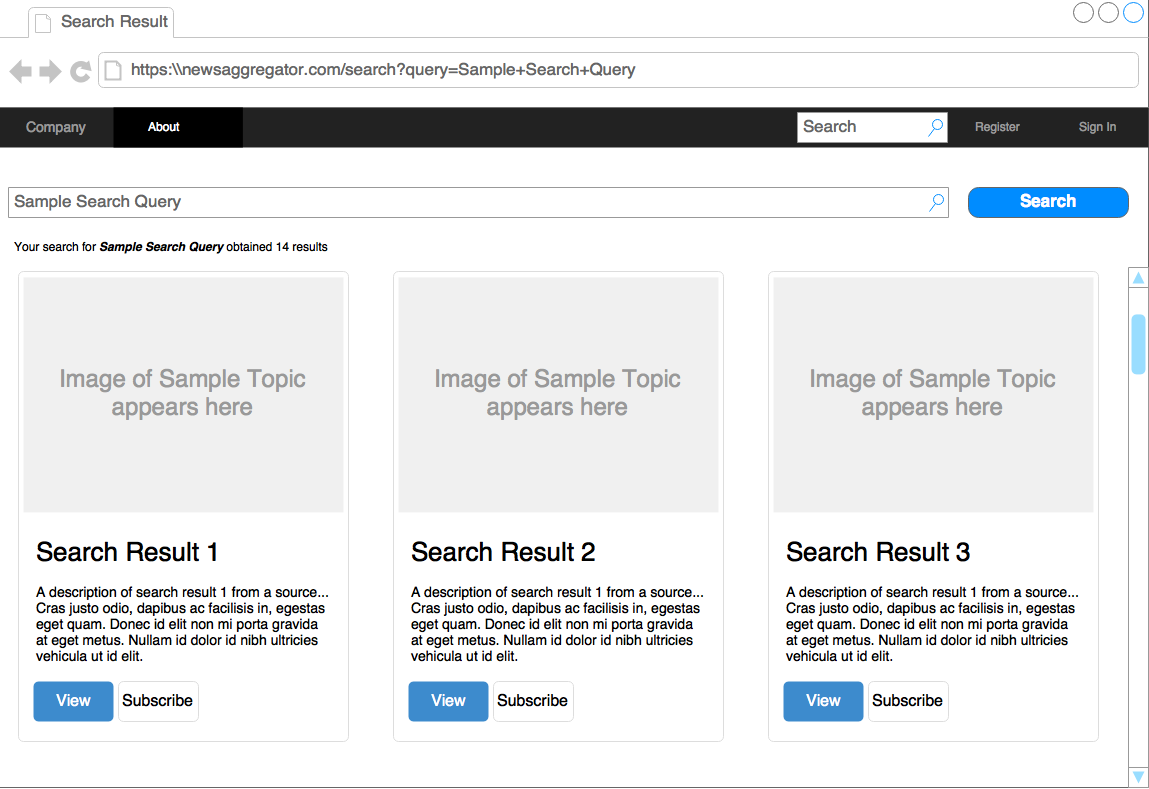 Search Result
https:\\newsaggregator.com/search?query=Sample+Search+Query
Company About Search Register Sign In
Sample Search Query Search
Your search for Sample Search Query obtained 14 results
Image of Sample Topic
appears here
Search Result 1
A description of search result 1 from a source...
Cras justo odio, dapibus ac facilisis in, egestas
eget quam. Donec id elit non mi porta gravida
at eget metus. Nullam id dolor id nibh ultricies
vehicula ut id elit.
View Subscribe
Image of Sample Topic
appears here
Search Result 2
A description of search result 1 from a source...
Cras justo odio, dapibus ac facilisis in, egestas
eget quam. Donec id elit non mi porta gravida
at eget metus. Nullam id dolor id nibh ultricies
vehicula ut id elit.
View Subscribe
Image of Sample Topic
appears here
Search Result 3
A description of search result 1 from a source...
Cras justo odio, dapibus ac facilisis in, egestas
eget quam. Donec id elit non mi porta gravida
at eget metus. Nullam id dolor id nibh ultricies
vehicula ut id elit.
View Subscribe